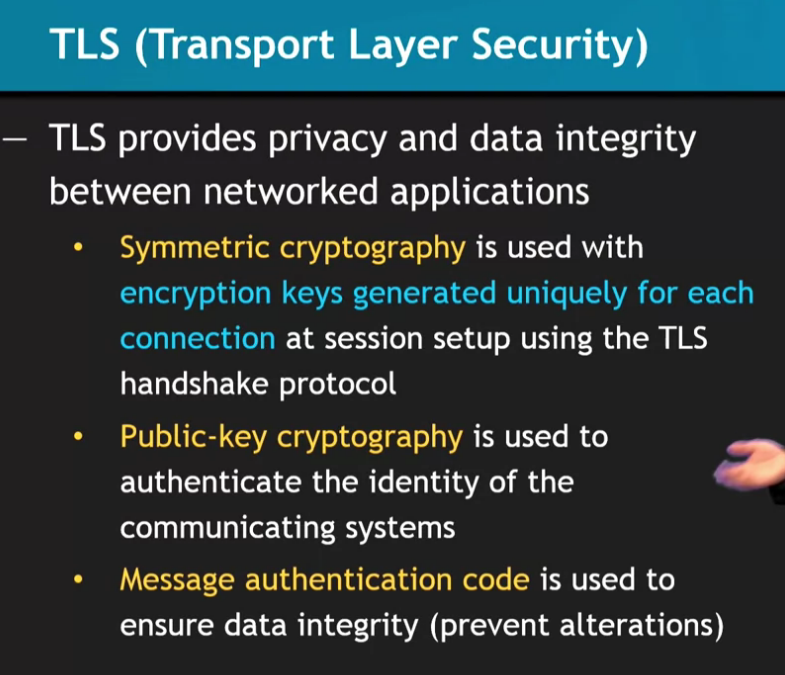 TLS (Transport Layer Security)
– TLS provides privacy and data integrity
between networked applications
• Symmetric cryptography is used with
encryption keys generated uniquely for each
connection at session setup using the TLS
handshake protocol
• Public-key cryptography is used to
authenticate the identity of the
communicating systems
• Message authentication code is used to
ensure data integrity (prevent alterations)